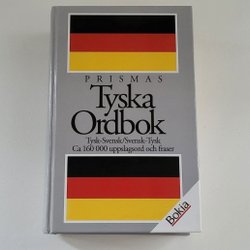 PRISMAS
Tyska
Ordbok
Tysk-Svensk/Svensk-Tysk
Ca 160 000 uppslagsord och fraser
Bokia